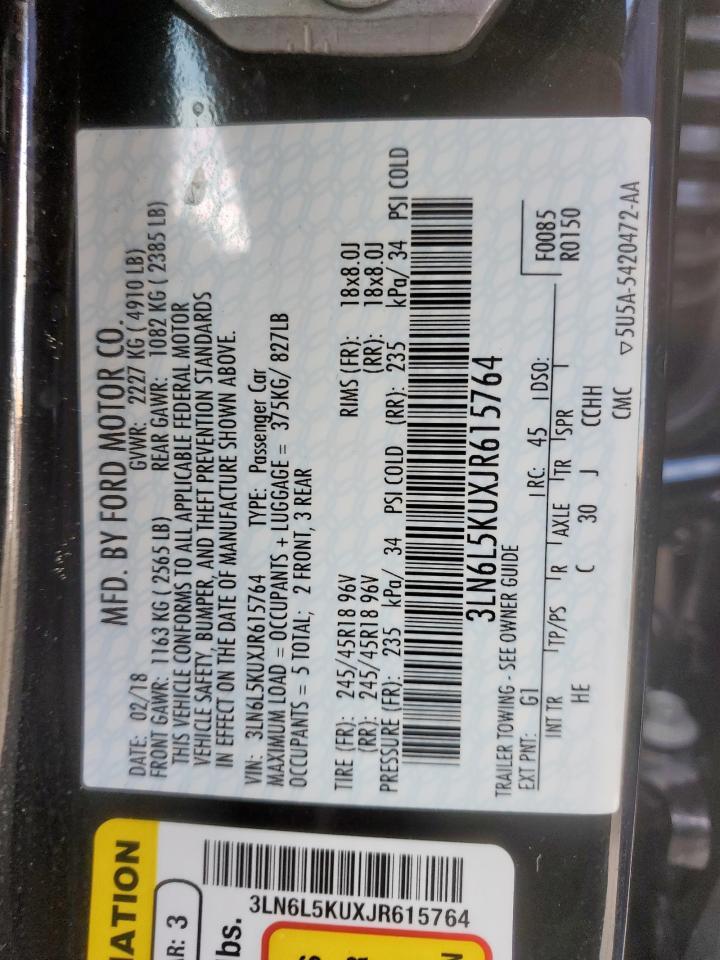 MFD. BY FORD MOTOR CO.
DATE: 02/18 GVWR: 2227 KG ( 4910 LB)
FRONT GAWR: 1163 KG ( 2565 LB) REAR GAWR: 1082 KG ( 2385 LB)
THIS VEHICLE CONFORMS TO ALL APPLICABLE FEDERAL MOTOR
VEHICLE SAFETY, BUMPER, AND THEFT PREVENTION STANDARDS
IN EFFECT ON THE DATE OF MANUFACTURE SHOWN ABOVE.
VIN: 3LN6L5KUXJR615764 TYPE: Passenger Car
MAXIMUM LOAD = OCCUPANTS + LUGGAGE = 375KG/ 827LB
OCCUPANTS = 5 TOTAL; 2 FRONT, 3 REAR
TIRE (FR): 245/45R18 96V RIMS (FR): 18x8.0J
(RR): 245/45R18 96V (RR): 18x8.0J
PRESSURE (FR): 235 kPa/ 34 PSI COLD (RR): 235 kPa/ 34 PSI COLD
3LN6L5KUXJR615764
TRAILER TOWING - SEE OWNER GUIDE F0085
EXT PNT: G1 RC: 45 DSO: R0150
INT TR TP/PS R AXLE TR SPR
HE C 30 J CCHH
CMC ▽5U5A-5420472-AA
ATION
AR: 3
lbs.
3LN6L5KUXJR615764